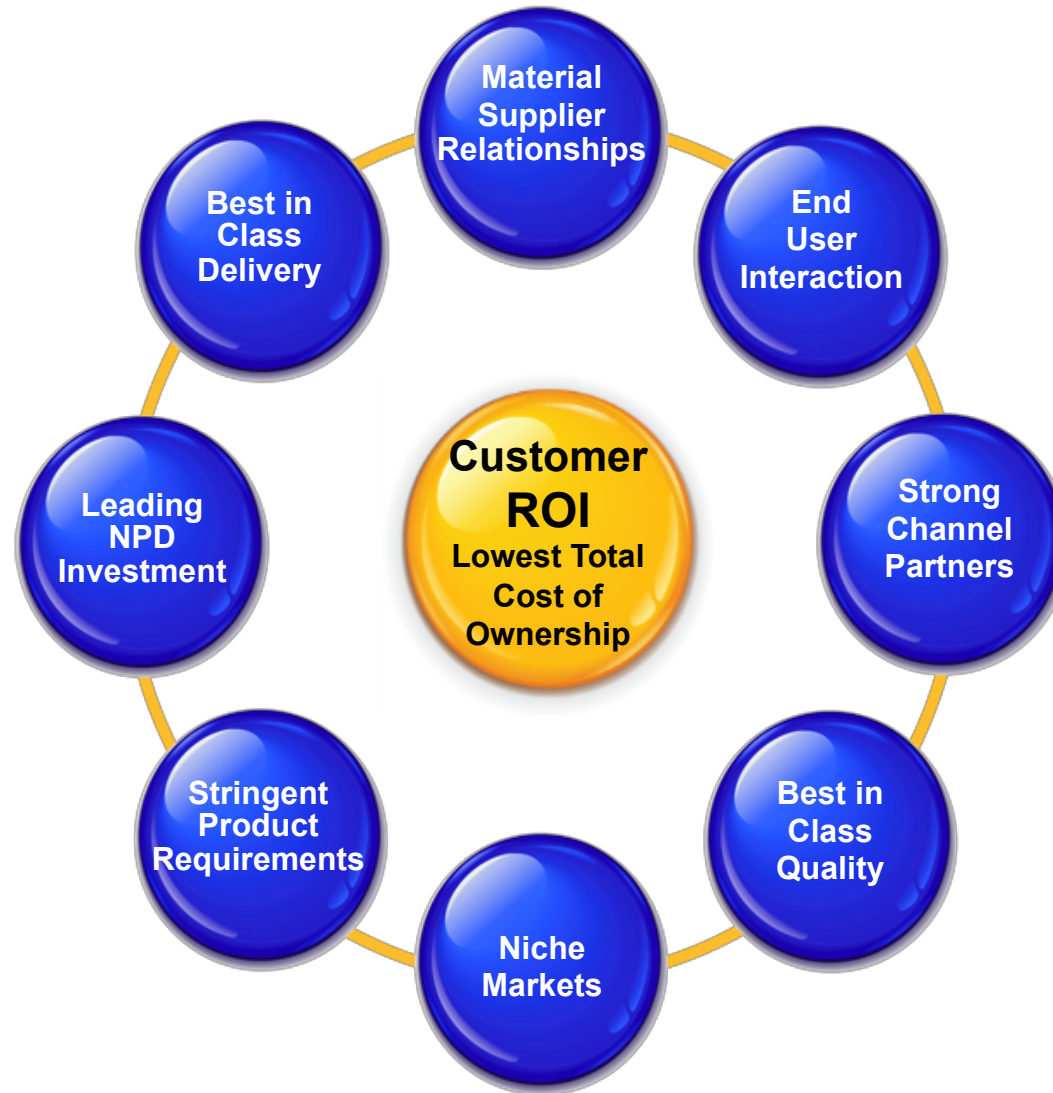 Material
Supplier
Relationships
End
User
Interaction
Strong
Channel
Partners
Best in
Class
Quality
Niche
Markets
Stringent
Product
Requirements
Leading
NPD
Investment
Best in
Class
Delivery
Customer
ROI
Lowest Total
Cost of
Ownership